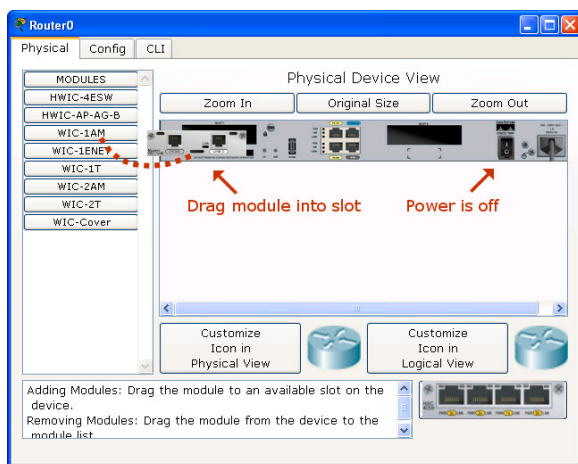 Router0
Physical Config CLI
MODULES
HWIC-4ESW
HWIC-AP-AG-B
WIC-1AM
WIC-1ENET
WIC-1T
WIC-2AM
WIC-2T
WIC-Cover
Physical Device View
Zoom In Original Size Zoom Out
Drag module into slot
Power is off
Customize
Icon in
Physical View
Customize
Icon in
Logical View
Adding Modules: Drag the module to an available slot on the
device.
Removing Modules: Drag the module from the device to the
module list